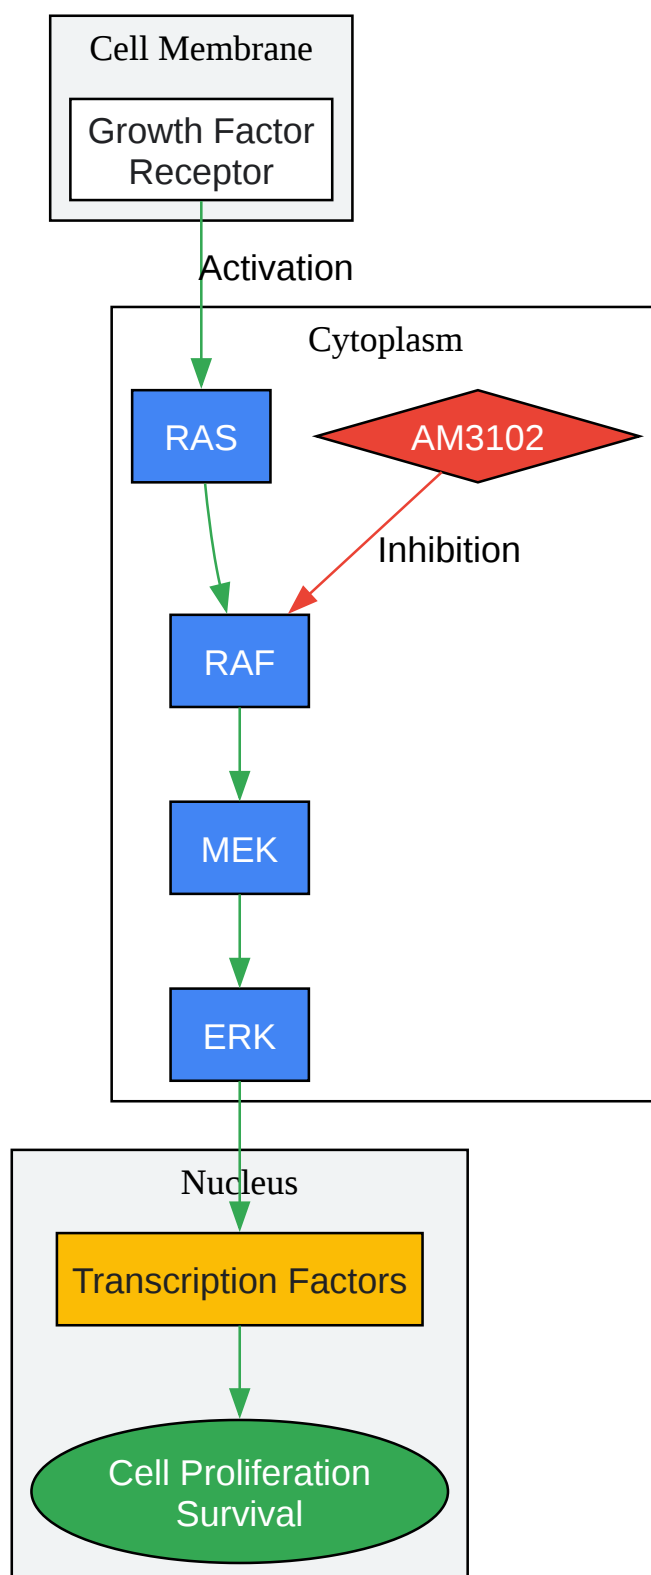 Cell Membrane
Growth Factor
Receptor
Activation
Cytoplasm
RAS
AM3102
Inhibition
RAF
MEK
ERK
Nucleus
Transcription Factors
Cell Proliferation
Survival